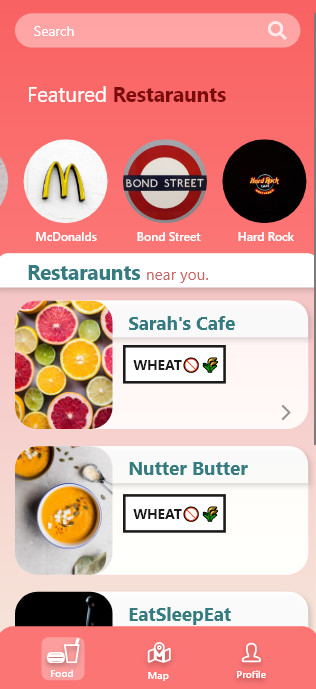 Search
Featured Restaraunts
BOND STREET
Hard Rock
CAFE
McDonalds
Bond Street
Hard Rock
Restaraunts near you.
Sarah's Cafe
WHEAT🚫🌾
Nutter Butter
WHEAT🚫🌾
EatSleepEat
Food
Map
Profile